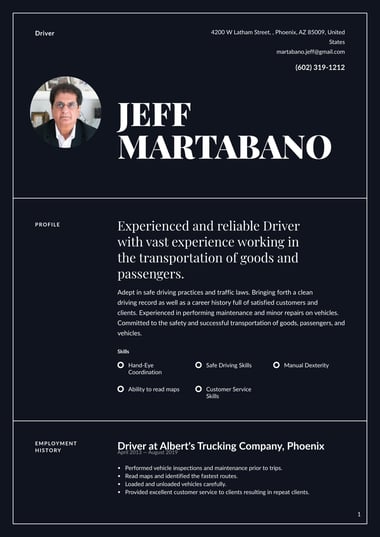 Driver
4200 W Latham Street, , Phoenix, AZ 85009, United
States
martabano.jeff@gmail.com
(602) 319-1212
JEFF
MARTABANO
PROFILE
Experienced and reliable Driver
with vast experience working in
the transportation of goods and
passengers.
Adept in safe driving practices and traffic laws. Bringing forth a clean
driving record as well as a career history full of satisfied customers and
clients. Experienced in performing maintenance and minor repairs on vehicles.
Committed to the safety and successful transportation of goods, passengers, and
vehicles.
Skills
Hand-Eye
Coordination
Safe Driving Skills
Manual Dexterity
Ability to read maps
Customer Service
Skills
EMPLOYMENT
HISTORY
Driver at Albert's Trucking Company, Phoenix
April 2013 — August 2019
• Performed vehicle inspections and maintenance prior to trips.
• Read maps and identified the fastest routes.
• Loaded and unloaded vehicles carefully.
• Provided excellent customer service to clients resulting in repeat clients.
1